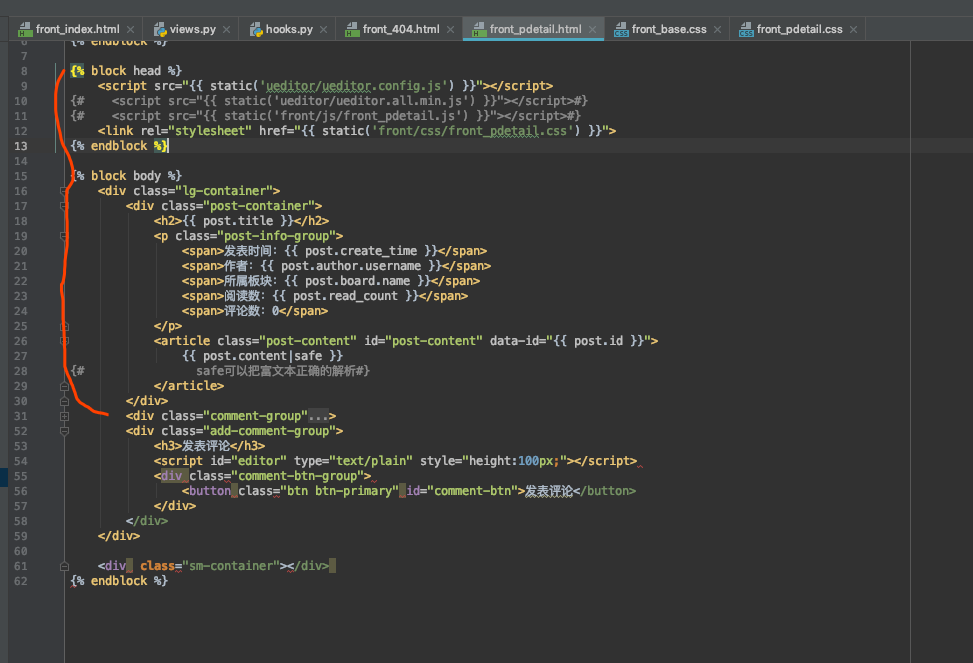 front_index.html
views.py
hooks.py
front_404.html
front_pdetail.html
front_base.css
front_pdetail.css
6 {% endblock %}
7
8 {% block head %}
9 <script src="{{ static('ueditor/ueditor.config.js') }}"></script>
10 {# <script src="{{ static('ueditor/ueditor.all.min.js') }}"></script>#}
11 {# <script src="{{ static('front/js/front_pdetail.js') }}"></script>#}
12 <link rel="stylesheet" href="{{ static('front/css/front_pdetail.css') }}">
13 {% endblock %}
14
15 {% block body %}
16 <div class="lg-container">
17 <div class="post-container">
18 <h2>{{ post.title }}</h2>
19 <p class="post-info-group">
20 <span>发表时间: {{ post.create_time }}</span>
21 <span>作者: {{ post.author.username }}</span>
22 <span>所属板块: {{ post.board.name }}</span>
23 <span>阅读数: {{ post.read_count }}</span>
24 <span>评论数: 0</span>
25 </p>
26 <article class="post-content" id="post-content" data-id="{{ post.id }}">
27 {{ post.content|safe }}
28 {# safe可以把富文本正确的解析#}
29 </article>
30 </div>
31 <div class="comment-group"...>
52 <div class="add-comment-group">
53 <h3>发表评论</h3>
54 <script id="editor" type="text/plain" style="height:100px;"></script>
55 <div class="comment-btn-group">
56 <button class="btn btn-primary" id="comment-btn">发表评论</button>
57 </div>
58 </div>
59 </div>
60
61 <div class="sm-container"></div>
62 {% endblock %}